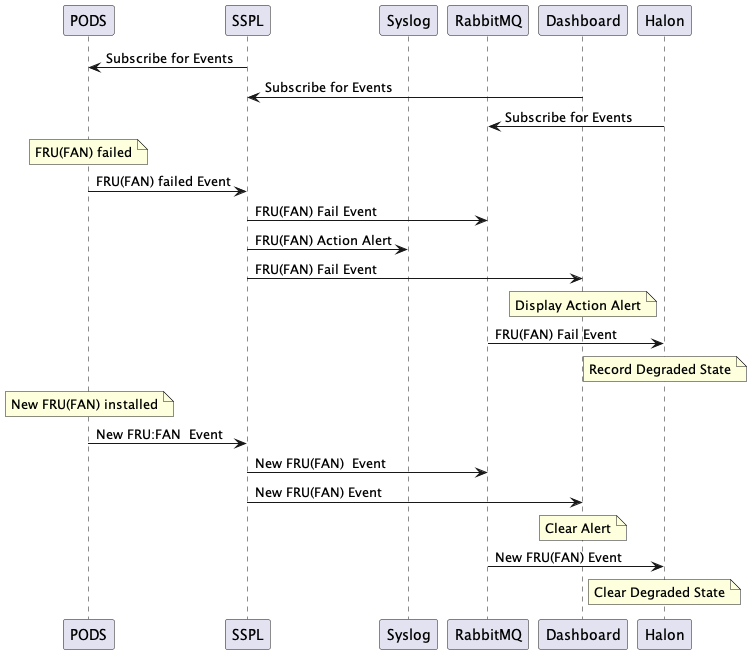 PODS SSPL Syslog RabbitMQ Dashboard Halon
Subscribe for Events
Subscribe for Events
Subscribe for Events
FRU(FAN) failed
FRU(FAN) failed Event
FRU(FAN) Fail Event
FRU(FAN) Action Alert
FRU(FAN) Fail Event
Display Action Alert
FRU(FAN) Fail Event
Record Degraded State
New FRU(FAN) installed
New FRU:FAN  Event
New FRU(FAN)  Event
New FRU(FAN) Event
Clear Alert
New FRU(FAN) Event
Clear Degraded State
PODS SSPL Syslog RabbitMQ Dashboard Halon